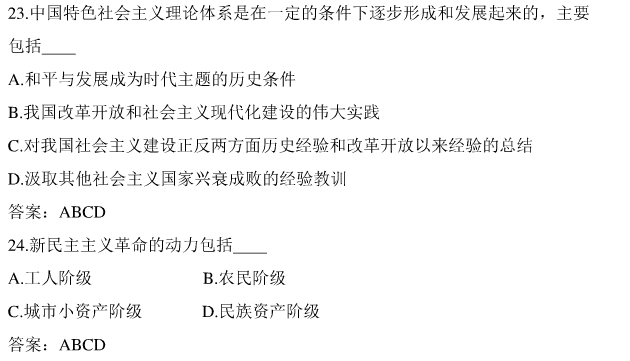 23.中国特色社会主义理论体系是在一定的条件下逐步形成和发展起来的，主要
包括____
A.和平与发展成为时代主题的历史条件
B.我国改革开放和社会主义现代化建设的伟大实践
C.对我国社会主义建设正反两方面历史经验和改革开放以来经验的总结
D.汲取其他社会主义国家兴衰成败的经验教训
答案：ABCD
24.新民主主义革命的动力包括____
A.工人阶级 B.农民阶级
C.城市小资产阶级 D.民族资产阶级
答案：ABCD